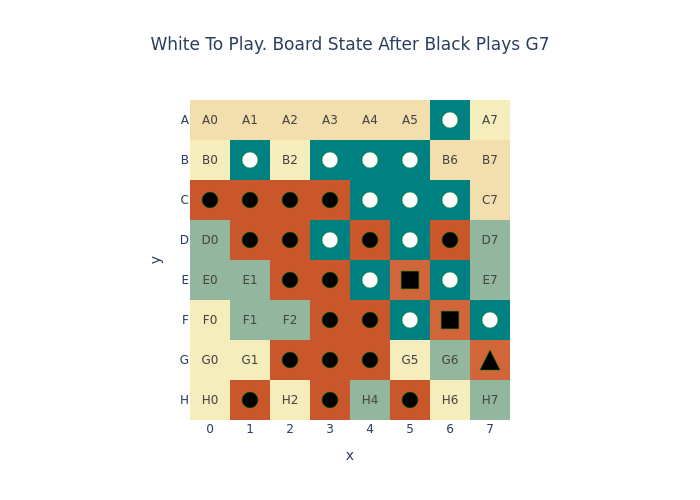 White To Play. Board State After Black Plays G7
A A0 A1 A2 A3 A4 A5 A7
B B0 B2 B6 B7
C C7
D D0 D7
E E0 E1 E7
F F0 F1 F2
G G0 G1 G5 G6
H H0 H2 H4 H6 H7
0 1 2 3 4 5 6 7
x
y